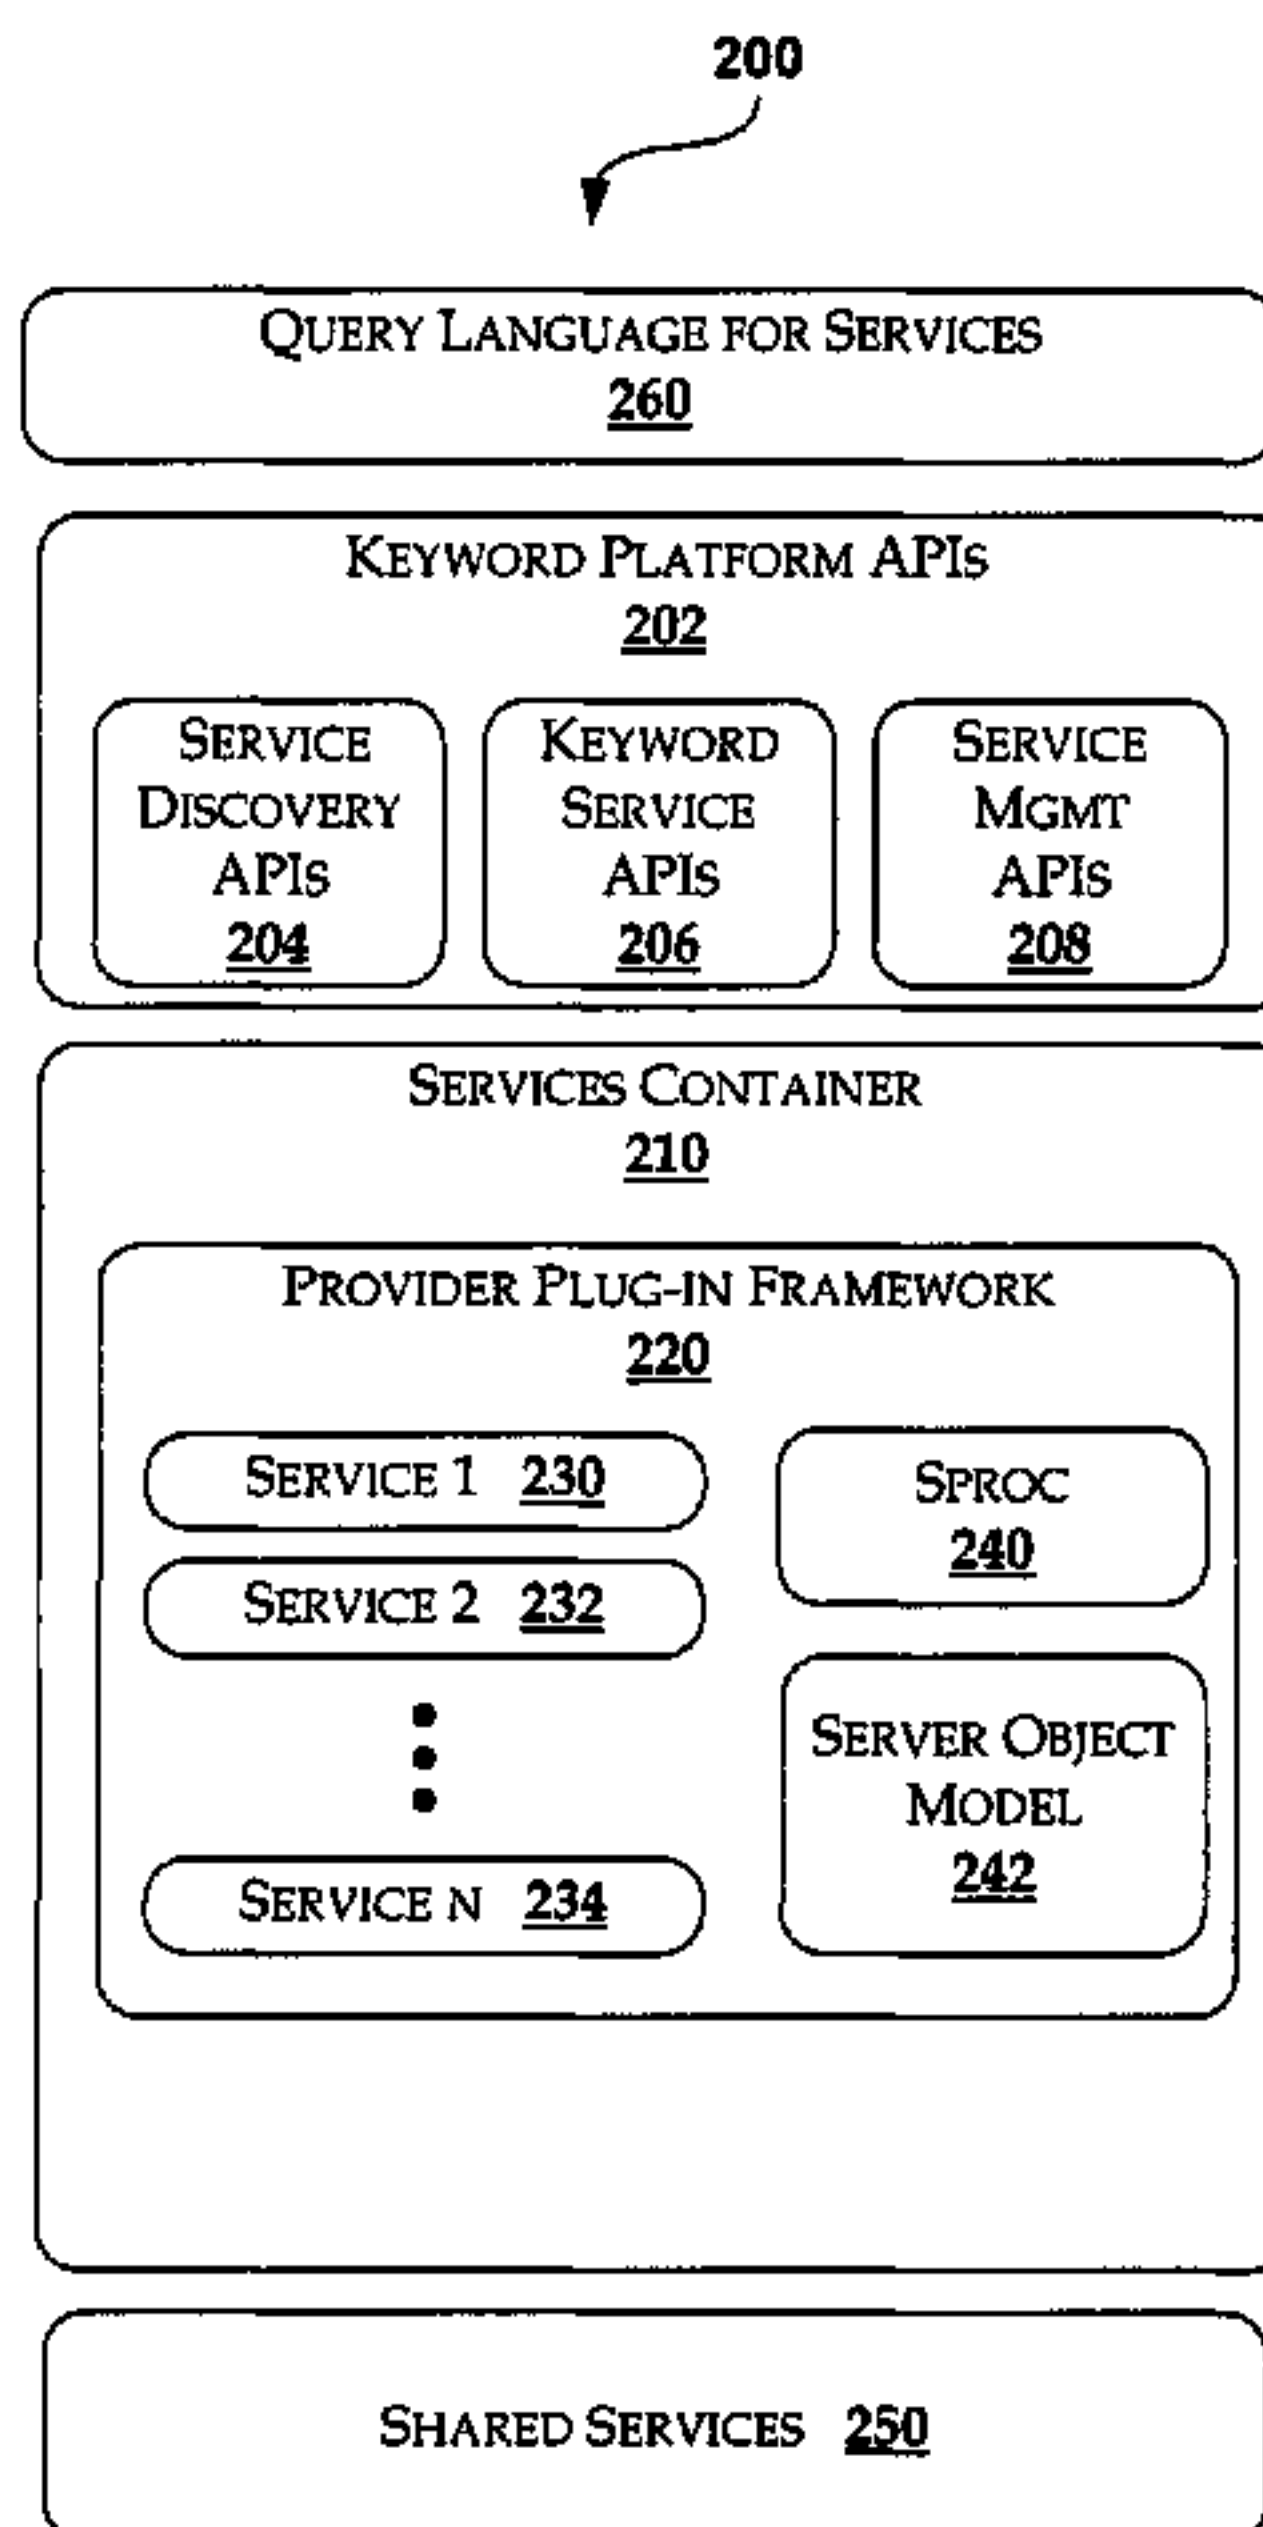 200
QUERY LANGUAGE FOR SERVICES
260
KEYWORD PLATFORM APIS
202
SERVICE
DISCOVERY
APIS
204
KEYWORD
SERVICE
APIS
206
SERVICE
MGMT
APIS
208
SERVICES CONTAINER
210
PROVIDER PLUG-IN FRAMEWORK
220
SERVICE 1 230
SERVICE 2 232
SERVICE N 234
SPROC
240
SERVER OBJECT
MODEL
242
SHARED SERVICES 250